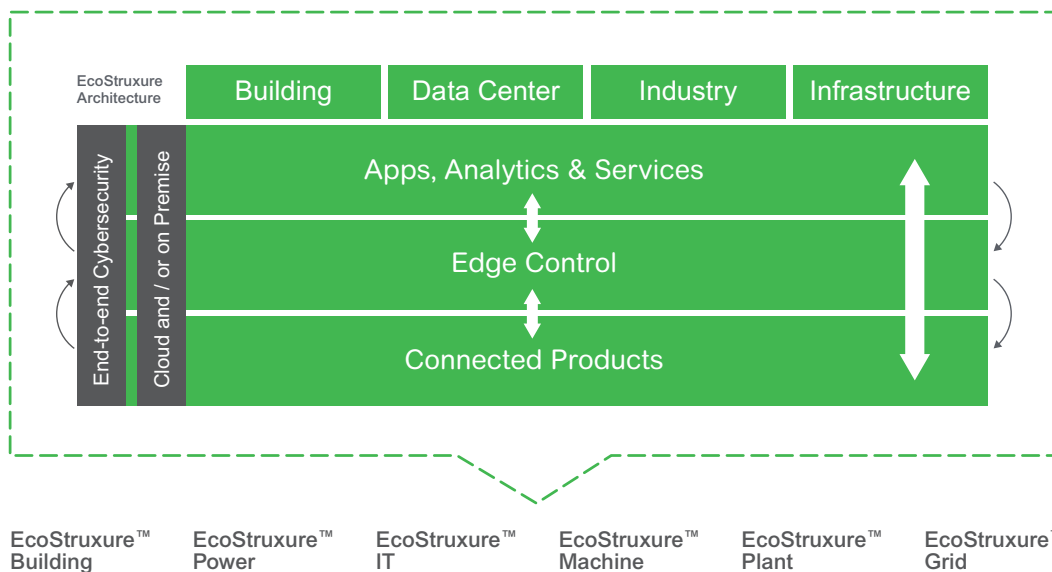 EcoStruxure
Architecture
Building
Data Center
Industry
Infrastructure
End-to-end Cybersecurity
Cloud and / or on Premise
Apps, Analytics & Services
Edge Control
Connected Products
EcoStruxure™
Building
EcoStruxure™
Power
EcoStruxure™
IT
EcoStruxure™
Machine
EcoStruxure™
Plant
EcoStruxure™
Grid